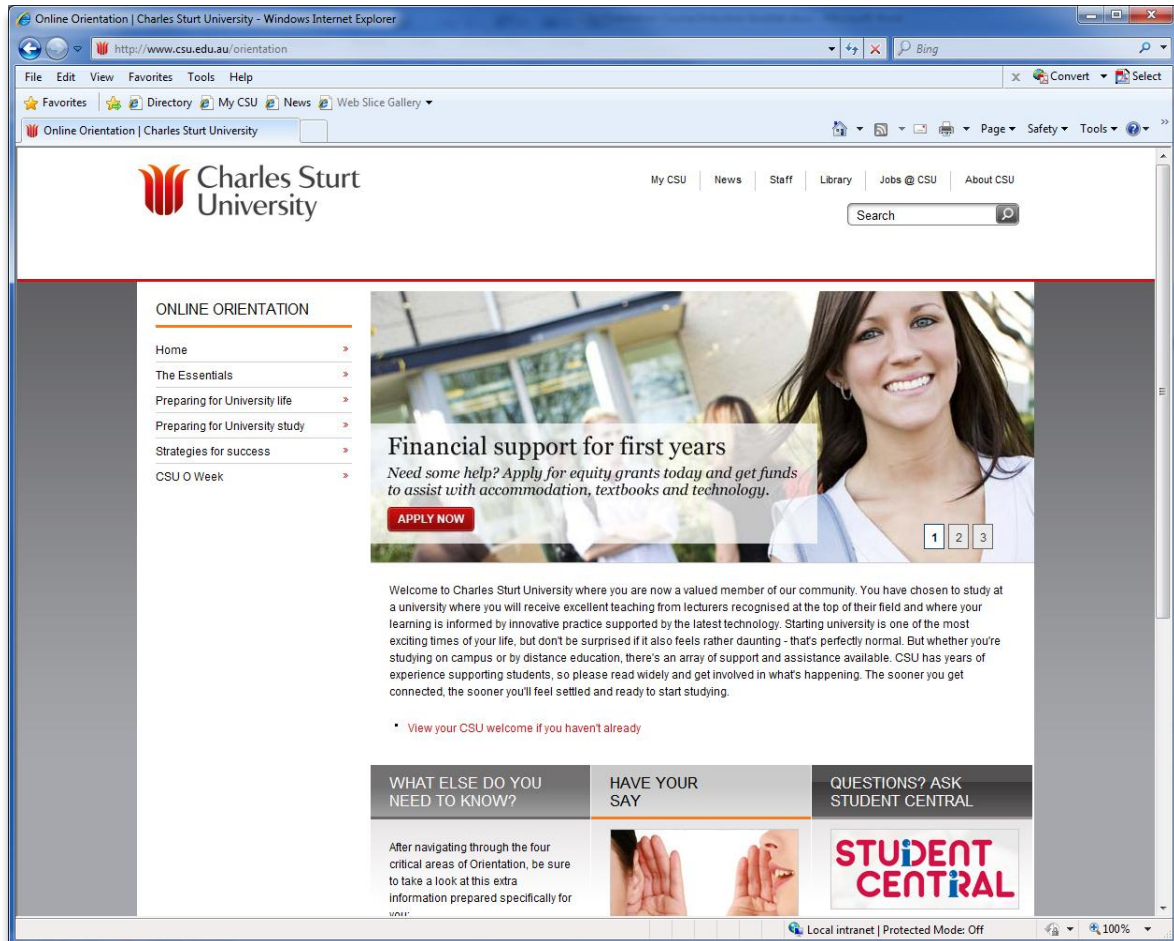 Online Orientation | Charles Sturt University - Windows Internet Explorer
http://www.csu.edu.au/orientation
Bing
File Edit View Favorites Tools Help
x Convert Select
Favorites Directory My CSU News Web Slice Gallery
Online Orientation | Charles Sturt University
Page Safety Tools
Charles Sturt
University
My CSU News Staff Library Jobs @ CSU About CSU
Search
ONLINE ORIENTATION
Home
The Essentials
Preparing for University life
Preparing for University study
Strategies for success
CSU O Week
Financial support for first years
Need some help? Apply for equity grants today and get funds
to assist with accommodation, textbooks and technology.
APPLY NOW
1 2 3
Welcome to Charles Sturt University where you are now a valued member of our community. You have chosen to study at
a university where you will receive excellent teaching from lecturers recognised at the top of their field and where your
learning is informed by innovative practice supported by the latest technology. Starting university is one of the most
exciting times of your life, but don't be surprised if it also feels rather daunting - that's perfectly normal. But whether you're
studying on campus or by distance education, there's an array of support and assistance available. CSU has years of
experience supporting students, so please read widely and get involved in what's happening. The sooner you get
connected, the sooner you'll feel settled and ready to start studying.
View your CSU welcome if you haven't already
WHAT ELSE DO YOU
NEED TO KNOW?
After navigating through the four
critical areas of Orientation, be sure
to take a look at this extra
information prepared specifically for
you:
HAVE YOUR
SAY
QUESTIONS? ASK
STUDENT CENTRAL
STUDENT
CENTRAL
Local intranet | Protected Mode: Off
100%